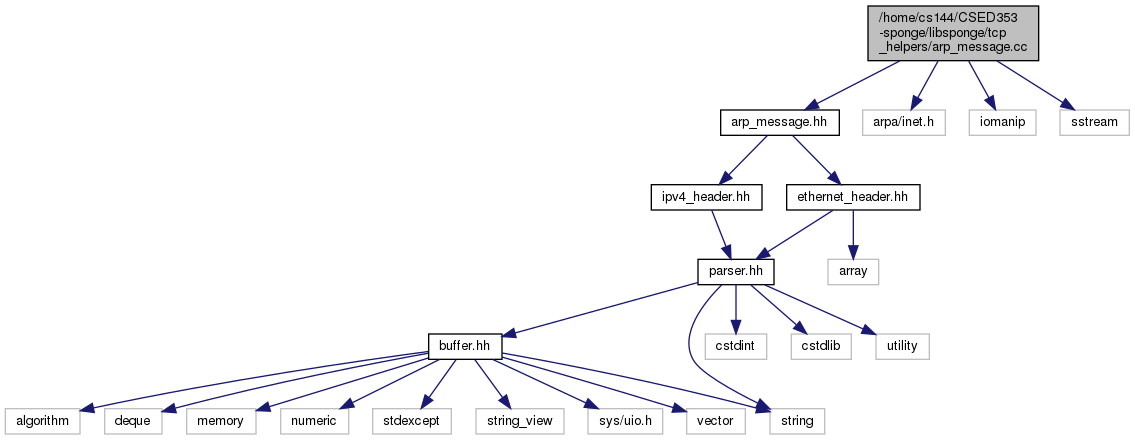 /home/cs144/CSED353
-sponge/libsponge/tcp
_helpers/arp_message.cc
arp_message.hh
arpa/inet.h
iomanip
sstream
ipv4_header.hh
ethernet_header.hh
parser.hh
array
buffer.hh
cstdint
cstdlib
utility
algorithm
deque
memory
numeric
stdexcept
string_view
sys/uio.h
vector
string